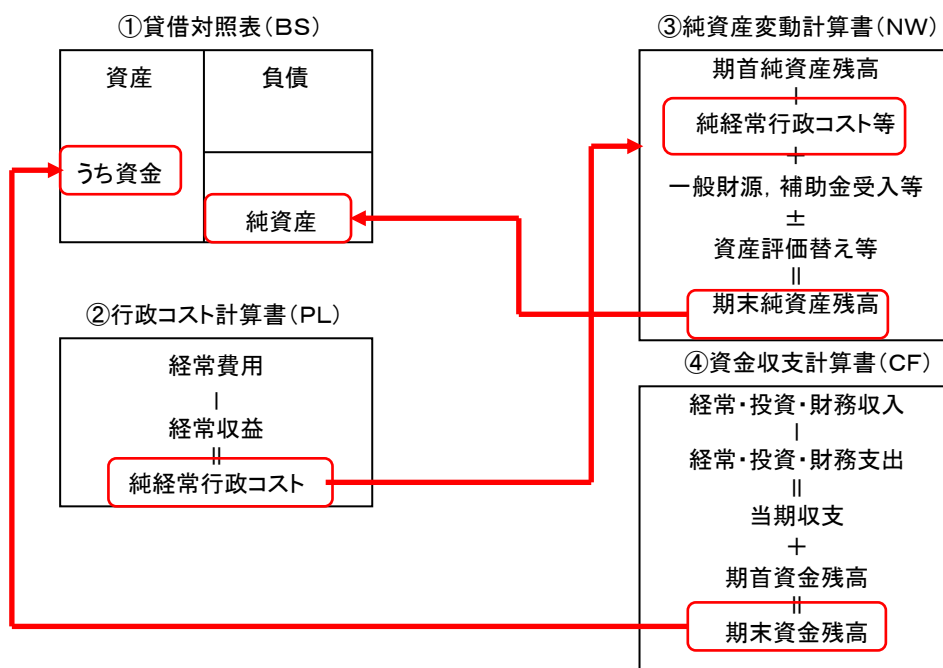 ①貸借対照表(BS)
資産
負債
うち資金
純資産
②行政コスト計算書(PL)
経常費用
－
経常収益
＝
純経常行政コスト
③純資産変動計算書(NW)
期首純資産残高
－
純経常行政コスト等
＋
一般財源, 補助金受入等
±
資産評価替え等
＝
期末純資産残高
④資金収支計算書(CF)
経常・投資・財務収入
－
経常・投資・財務支出
＝
当期収支
＋
期首資金残高
＝
期末資金残高